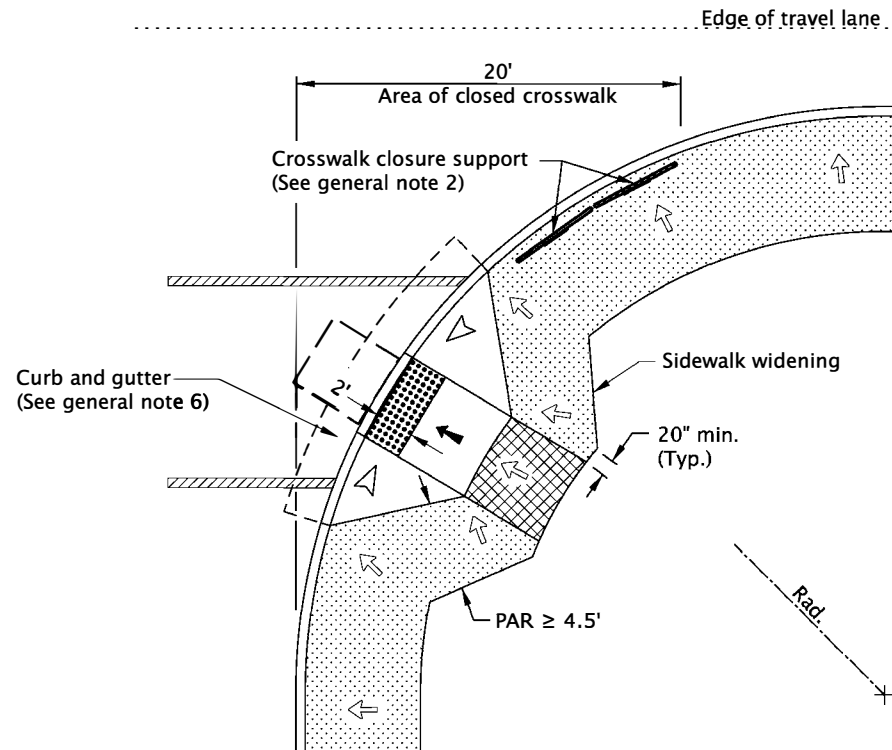 Edge of travel lane
20'
Area of closed crosswalk
Crosswalk closure support
(See general note 2)
Sidewalk widening
Curb and gutter
(See general note 6)
2'
20" min.
(Typ.)
Rad.
PAR ≥ 4.5'